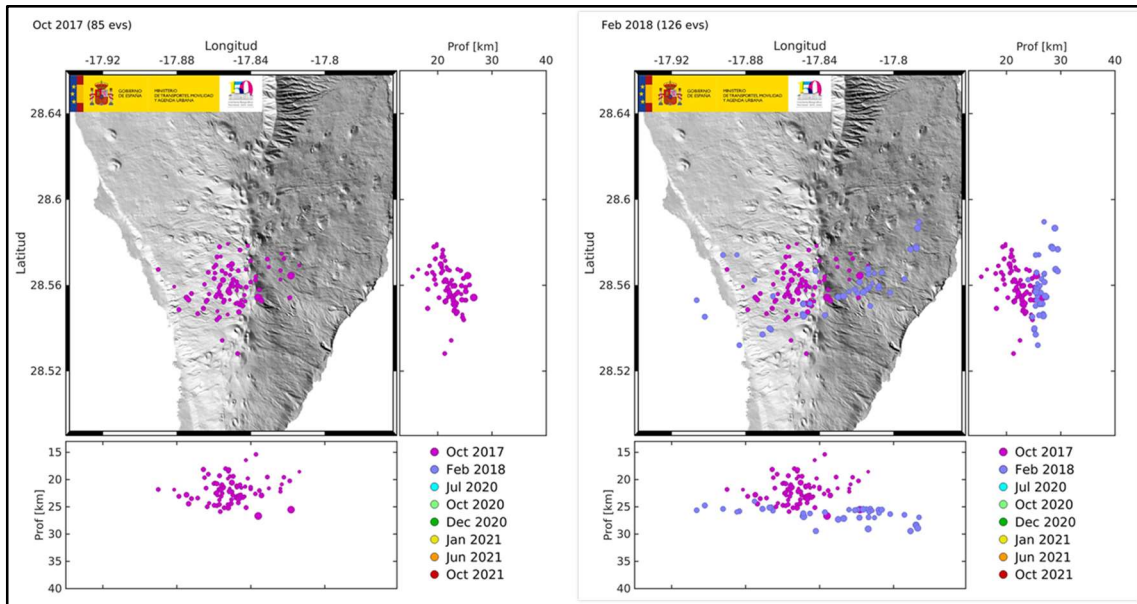 Oct 2017 (85 evs)
Longitud
Prof [km]
-17.92 -17.88 -17.84 -17.8
20 30 40
GOBIERNO DE ESPAÑA
MINISTERIO DE TRANSPORTES, MOVILIDAD Y AGENDA URBANA
28.64
28.6
Latitud
28.56
28.52
15
20
25
30
35
40
Prof [km]
Oct 2017
Feb 2018
Jul 2020
Oct 2020
Dec 2020
Jan 2021
Jun 2021
Oct 2021
Feb 2018 (126 evs)
Longitud
Prof [km]
-17.92 -17.88 -17.84 -17.8
20 30 40
GOBIERNO DE ESPAÑA
MINISTERIO DE TRANSPORTES, MOVILIDAD Y AGENDA URBANA
28.64
28.6
Latitud
28.56
28.52
15
20
25
30
35
40
Prof [km]
Oct 2017
Feb 2018
Jul 2020
Oct 2020
Dec 2020
Jan 2021
Jun 2021
Oct 2021